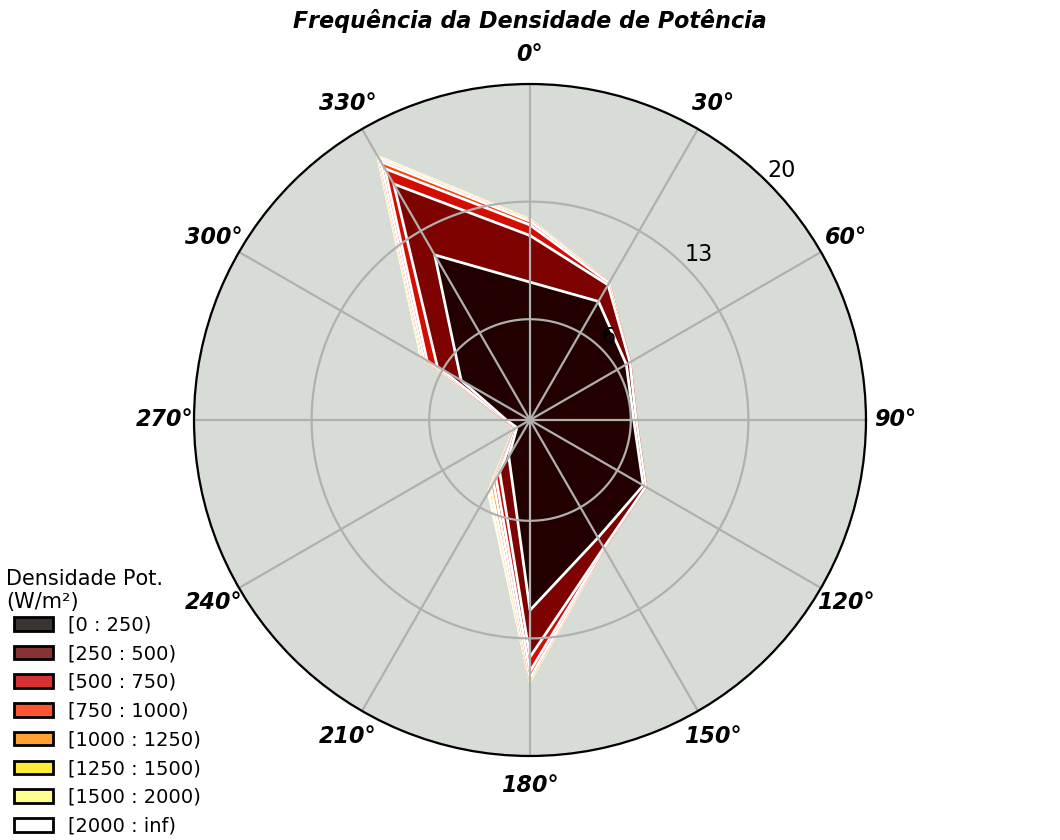 Frequência da Densidade de Potência
0°
330°
30°
20
300°
60°
13
6
270°
90°
Densidade Pot.
(W/m²)
240°
120°
[0 : 250)
[250 : 500)
[500 : 750)
[750 : 1000)
210°
150°
[1000 : 1250)
[1250 : 1500)
180°
[1500 : 2000)
[2000 : inf)